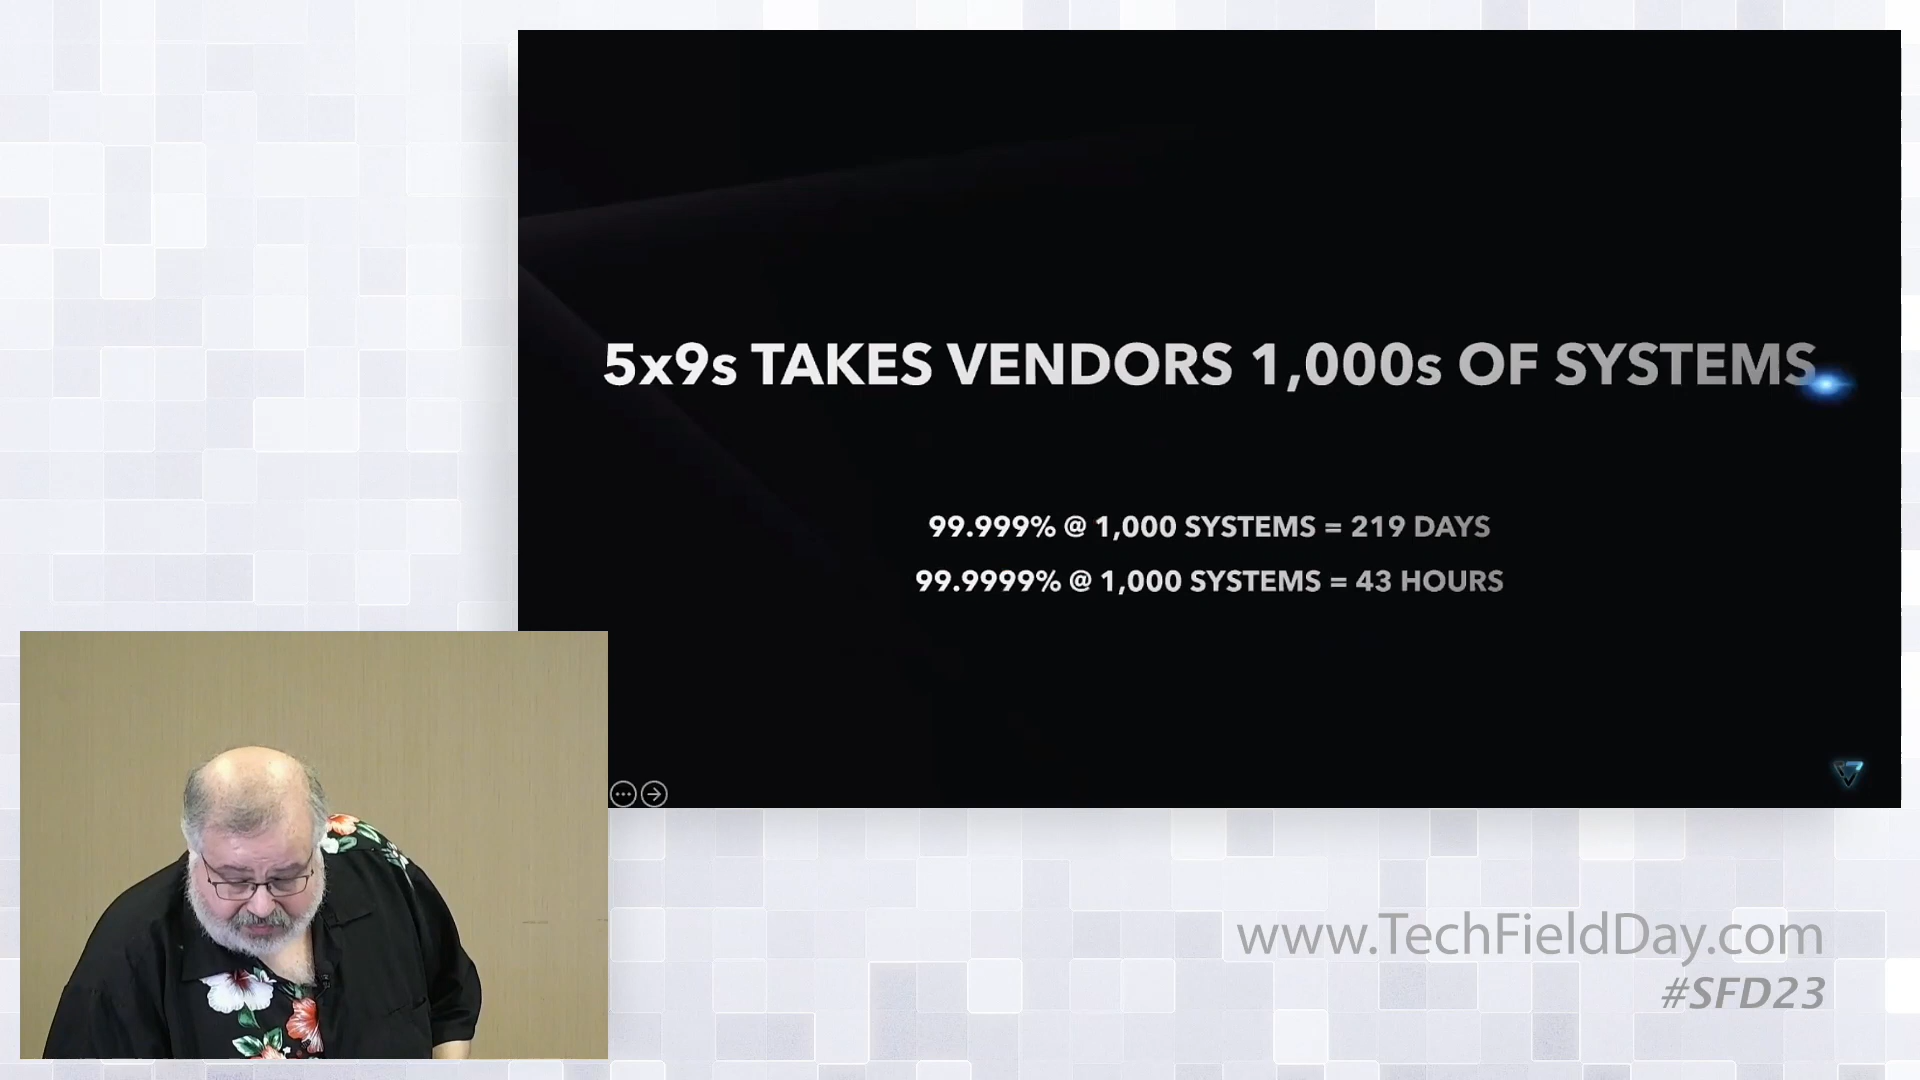 5x9s TAKES VENDORS 1,000s OF SYSTEMS
99.999% @ 1,000 SYSTEMS = 219 DAYS
99.9999% @ 1,000 SYSTEMS = 43 HOURS
www.TechFieldDay.com
#SFD23